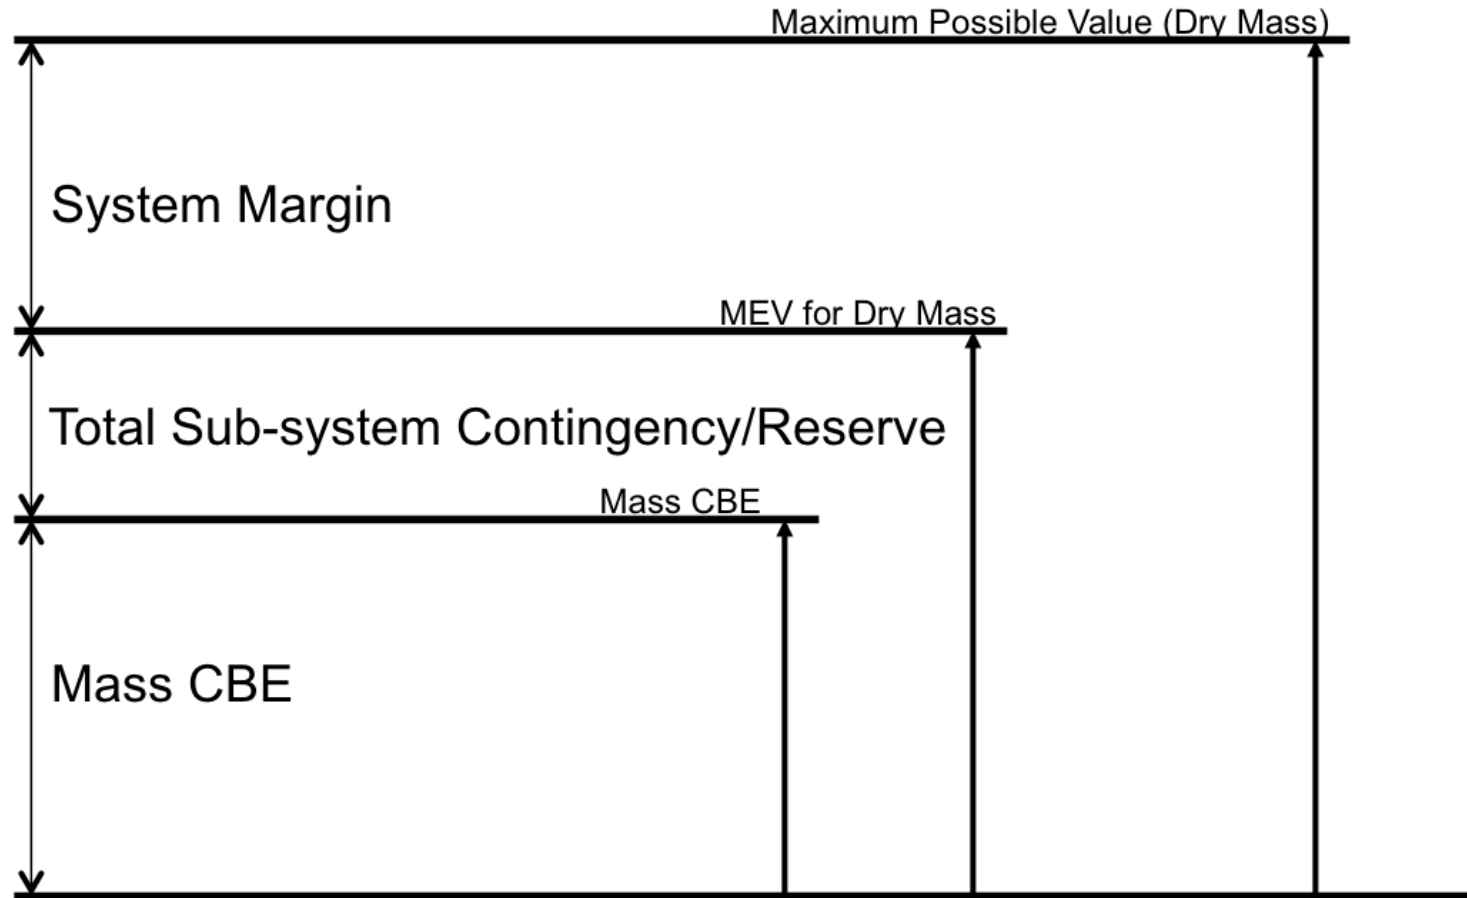 Maximum Possible Value (Dry Mass)
System Margin
MEV for Dry Mass
Total Sub-system Contingency/Reserve
Mass CBE
Mass CBE